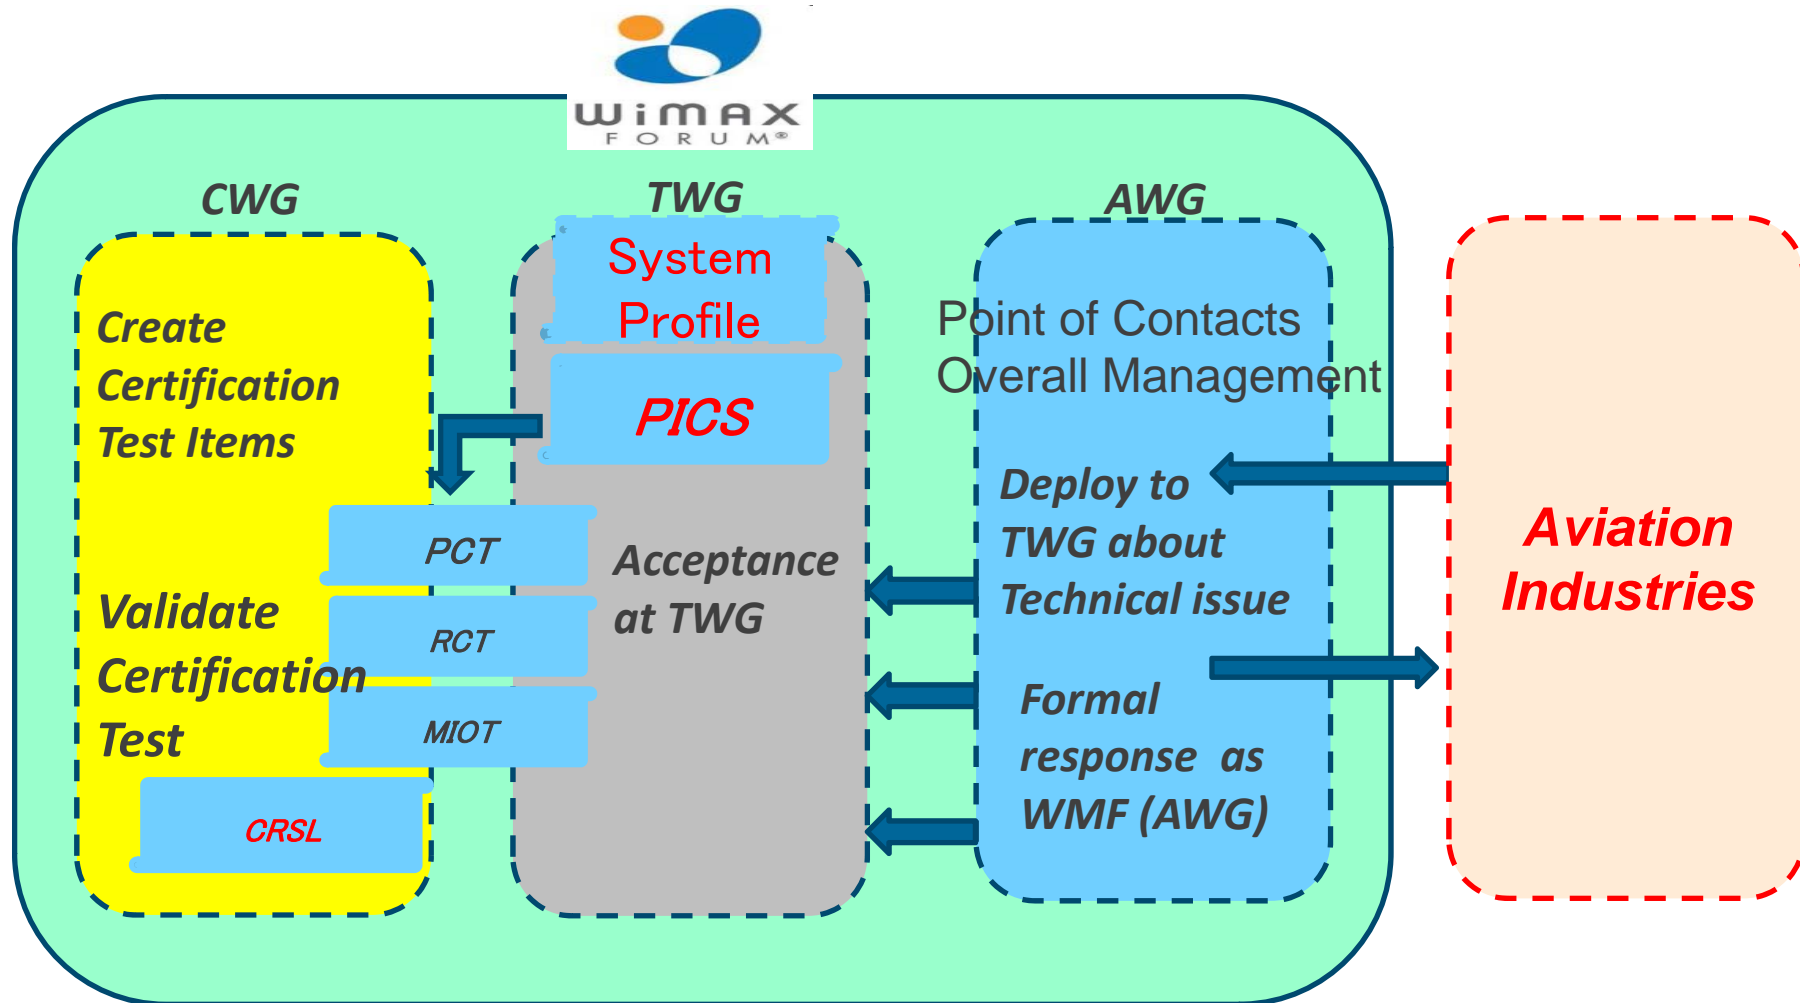 WiMAX
FORUM®
CWG
TWG
AWG
Create
Certification
Test Items
Validate
Certification
Test
System
Profile
PICS
PCT
RCT
MIOT
CRSL
Acceptance
at TWG
Point of Contacts
Overall Management
Deploy to
TWG about
Technical issue
Formal
response as
WMF (AWG)
Aviation
Industries